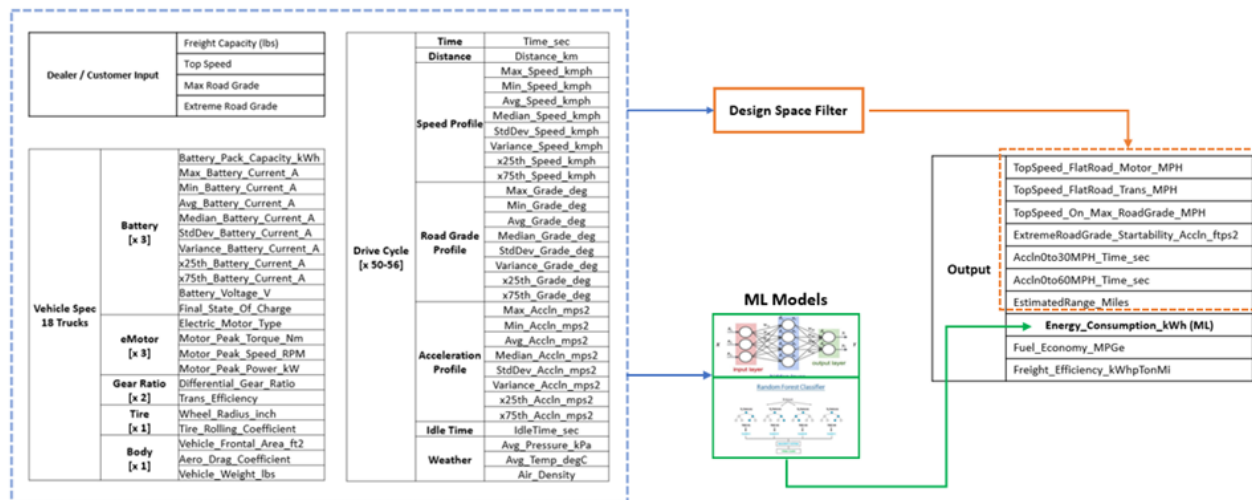 Dealer / Customer Input
Freight Capacity (lbs)
Top Speed
Max Road Grade
Extreme Road Grade
Vehicle Spec
18 Trucks
Battery
[x 3]
Battery_Pack_Capacity_kWh
Max_Battery_Current_A
Min_Battery_Current_A
Avg_Battery_Current_A
Median_Battery_Current_A
StdDev_Battery_Current_A
Variance_Battery_Current_A
x25th_Battery_Current_A
x75th_Battery_Current_A
Battery_Voltage_V
Final_State_Of_Charge
eMotor
[x 3]
Electric_Motor_Type
Motor_Peak_Torque_Nm
Motor_Peak_Speed_RPM
Motor_Peak_Power_kW
Gear Ratio
[x 2]
Differential_Gear_Ratio
Trans_Efficiency
Tire
[x 1]
Wheel_Radius_inch
Tire_Rolling_Coefficient
Body
[x 1]
Vehicle_Frontal_Area_ft2
Aero_Drag_Coefficient
Vehicle_Weight_lbs
Drive Cycle
[x 50-56]
Time
Time_sec
Distance
Distance_km
Speed Profile
Max_Speed_kmph
Min_Speed_kmph
Avg_Speed_kmph
Median_Speed_kmph
StdDev_Speed_kmph
Variance_Speed_kmph
x25th_Speed_kmph
x75th_Speed_kmph
Road Grade
Profile
Max_Grade_deg
Min_Grade_deg
Avg_Grade_deg
Median_Grade_deg
StdDev_Grade_deg
Variance_Grade_deg
x25th_Grade_deg
x75th_Grade_deg
Acceleration
Profile
Max_Accln_mps2
Min_Accln_mps2
Avg_Accln_mps2
Median_Accln_mps2
StdDev_Accln_mps2
Variance_Accln_mps2
x25th_Accln_mps2
x75th_Accln_mps2
Idle Time
IdleTime_sec
Weather
Avg_Pressure_kPa
Avg_Temp_degC
Air_Density
Design Space Filter
ML Models
input layer
output layer
Random Forest Classifier
Output
TopSpeed_FlatRoad_Motor_MPH
TopSpeed_FlatRoad_Trans_MPH
TopSpeed_On_Max_RoadGrade_MPH
ExtremeRoadGrade_Startability_Accln_ftps2
Accln0to30MPH_Time_sec
Accln0to60MPH_Time_sec
EstimatedRange_Miles
Energy_Consumption_kWh (ML)
Fuel_Economy_MPGe
Freight_Efficiency_kWhpTonMi